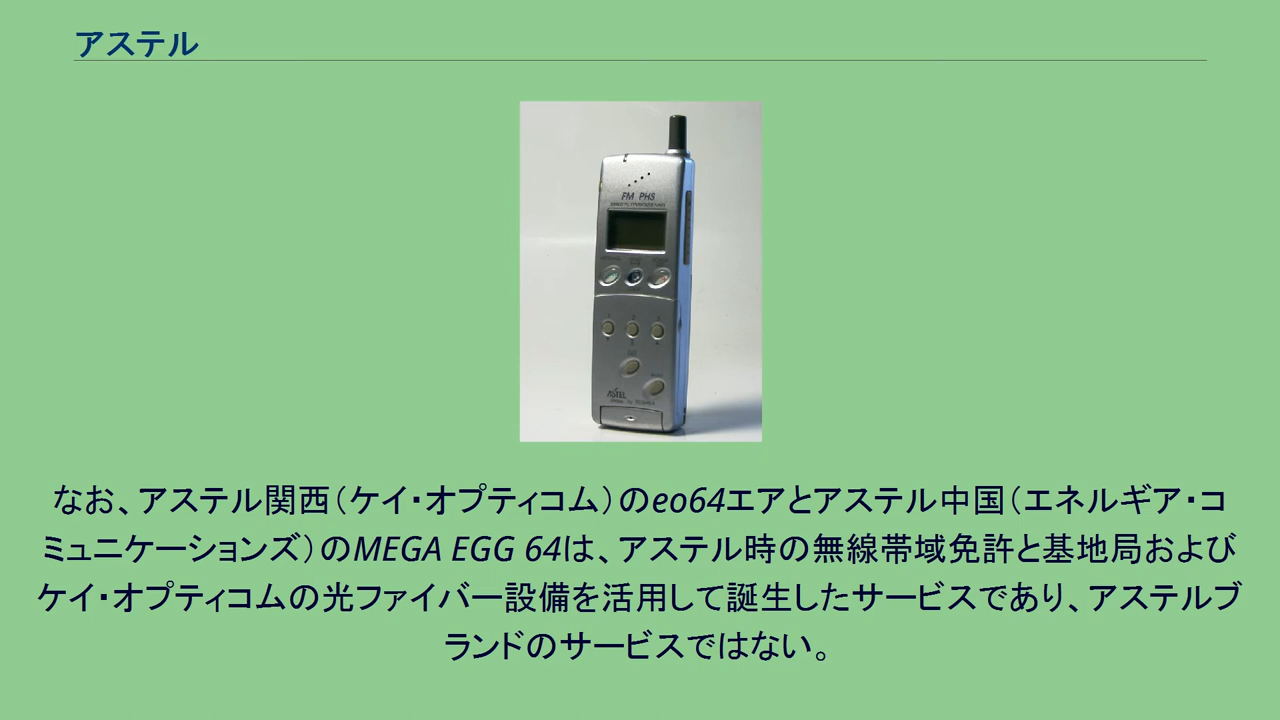 アステル
FM PHS
ASTEL
なお、アステル関西（ケイ・オプティコム）のeo64エアとアステル中国（エネルギア・コ
ミュニケーションズ）のMEGA EGG 64は、アステル時の無線帯域免許と基地局および
ケイ・オプティコムの光ファイバー設備を活用して誕生したサービスであり、アステルブ
ランドのサービスではない。